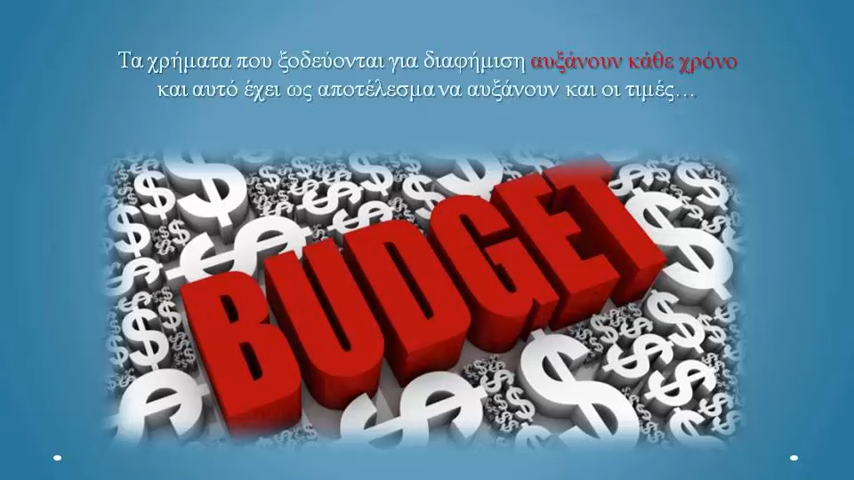 Τα χρήματα που ξοδεύονται για διαφήμιση αυξάνουν κάθε χρόνο
και αυτό έχει ως αποτέλεσμα να αυξάνουν και οι τιμές…
BUDGET